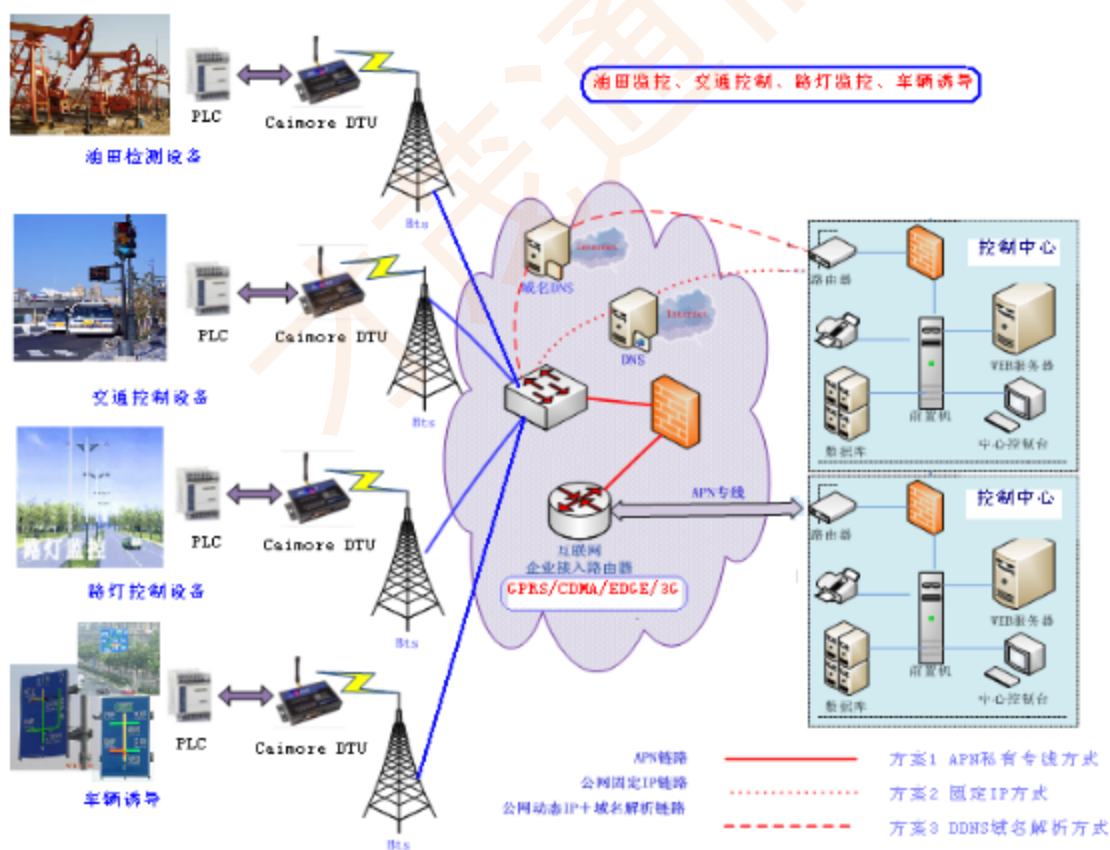 油田监控、交通控制、路灯监控、车辆诱导
PLC
Caimore DTU
油田检测设备
Bts
PLC
Caimore DTU
交通控制设备
Bts
路灯监控
PLC
Caimore DTU
路灯控制设备
Bts
PLC
Caimore DTU
车辆诱导
Bts
Internet
域名DNS
Internet
DNS
APN专线
互联网
企业接入路由器
GPRS/CDMA/EDGE/3G
控制中心
路由器
WEB服务器
前置机
数据库
中心控制台
控制中心
路由器
WEB服务器
前置机
数据库
中心控制台
APN链路
方案1 APN私有专线方式
公网固定IP链路
方案2 固定IP方式
公网动态IP+域名解析链路
方案3 DDNS域名解析方式
才茂通